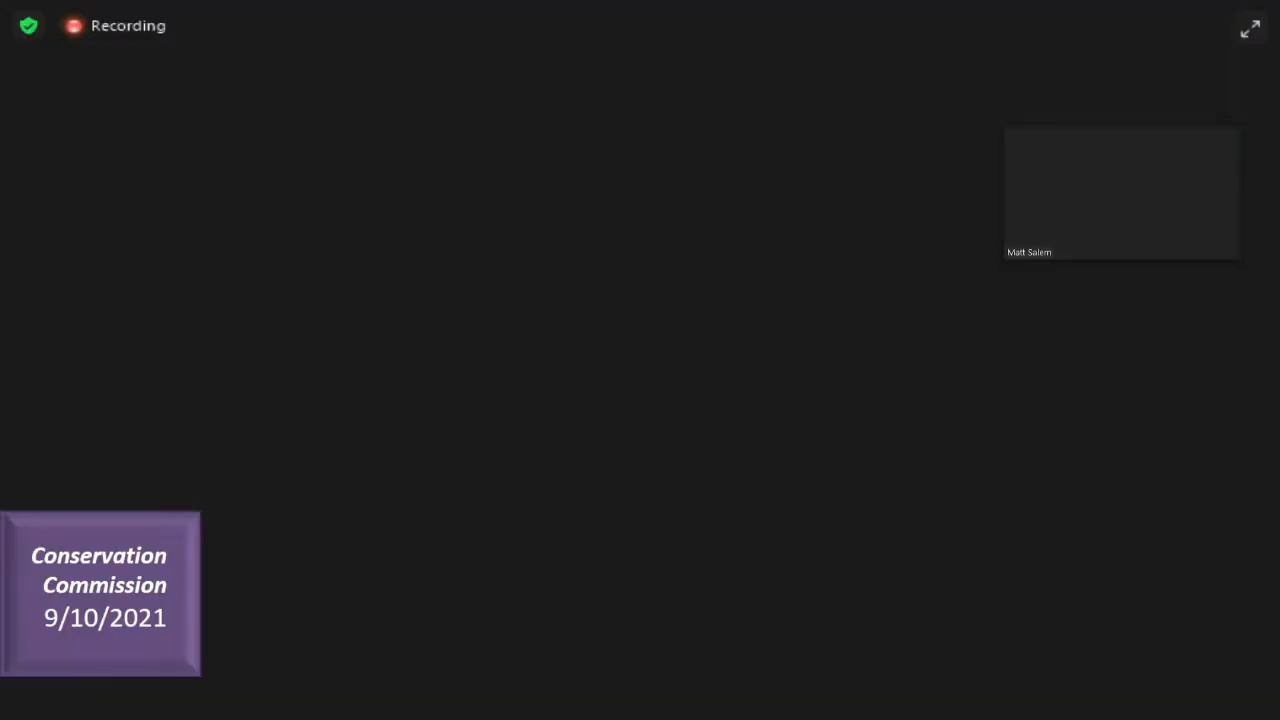 Recording
Matt Salem
Conservation
Commission
9/10/2021